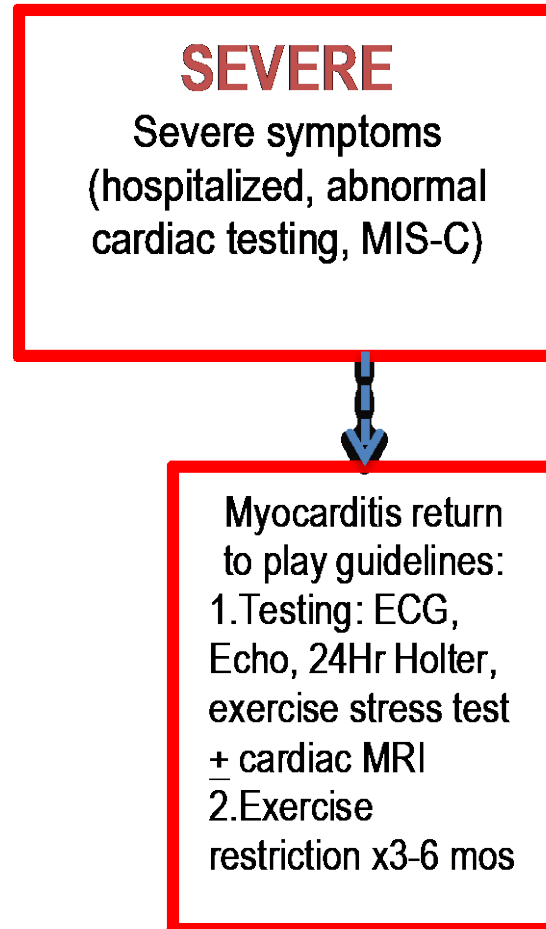 SEVERE
Severe symptoms
(hospitalized, abnormal
cardiac testing, MIS-C)
Myocarditis return
to play guidelines:
1.Testing: ECG,
Echo, 24Hr Holter,
exercise stress test
± cardiac MRI
2.Exercise
restriction x3-6 mos